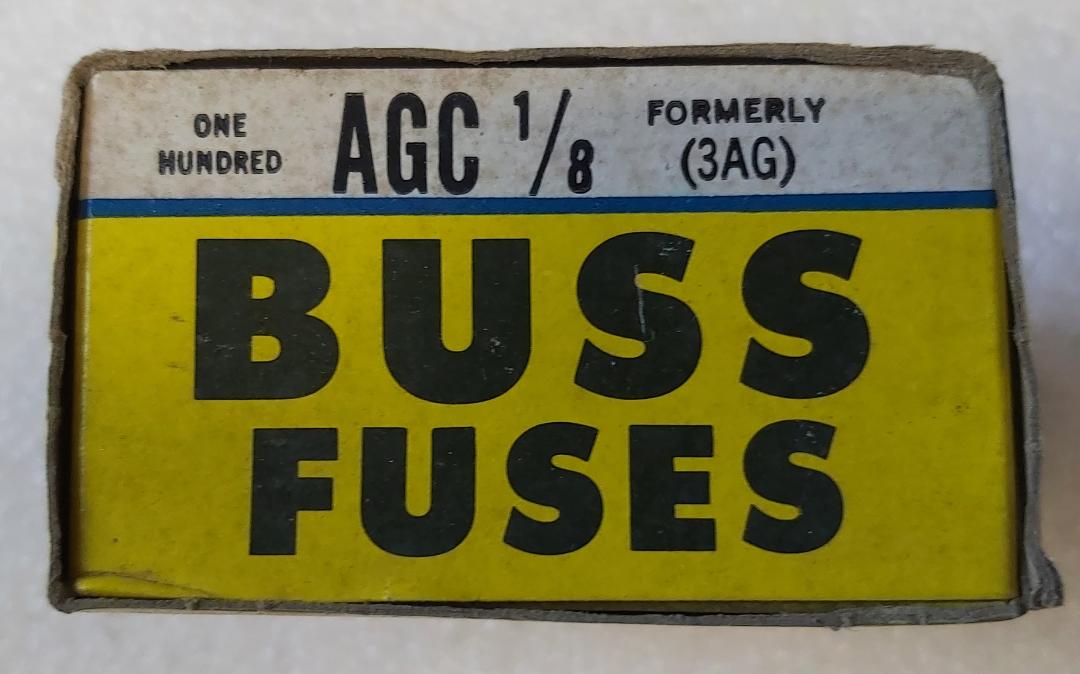 ONE HUNDRED
AGC 1/8
FORMERLY (3AG)
BUSS
FUSES